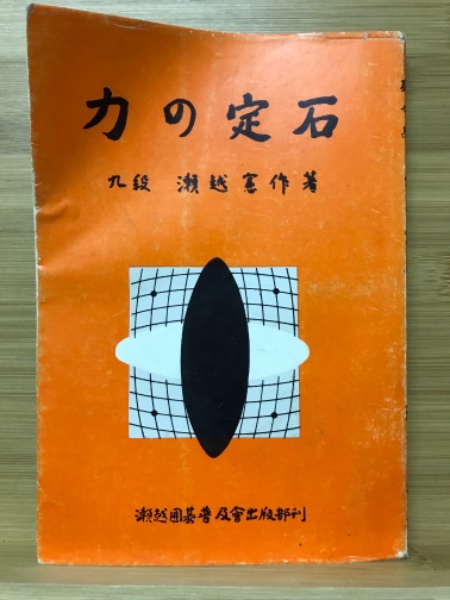 力の定石
九段 瀬越憲作著
瀬越囲碁普及會出版部刊